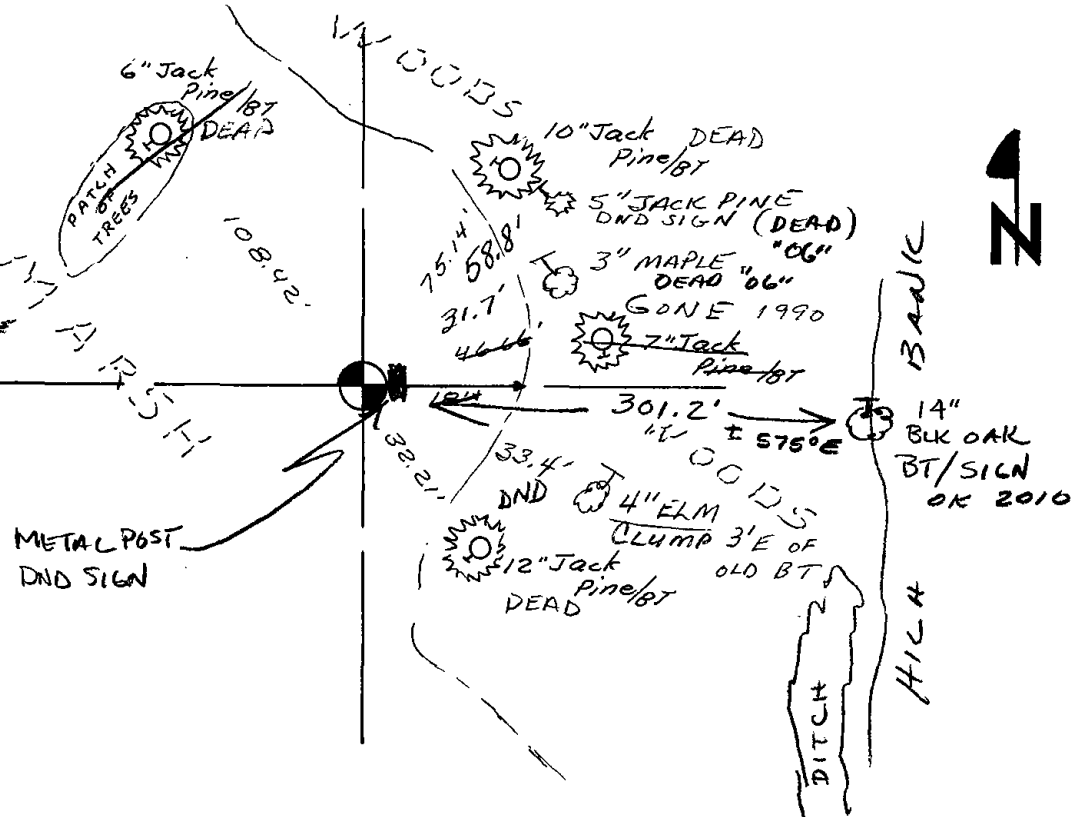 WOODS
6" Jack
Pine/BT
DEAD
PATCH
OF
TREES
10" Jack DEAD
Pine/BT
5" JACK PINE
DND SIGN (DEAD)
"06"
3" MAPLE
DEAD "06"
GONE 1990
7" Jack
Pine/BT
N
HIGH BANK
MARSH
108.42'
75.14'
58.8'
31.7'
46.66'
301.2'
± S75°E
14"
BLK OAK
BT/SIGN
OK 2010
WOODS
32.21'
33.4'
DND
4" ELM
CLUMP 3'E OF
OLD BT
12" Jack
Pine/BT
DEAD
METAL POST
DND SIGN
DITCH